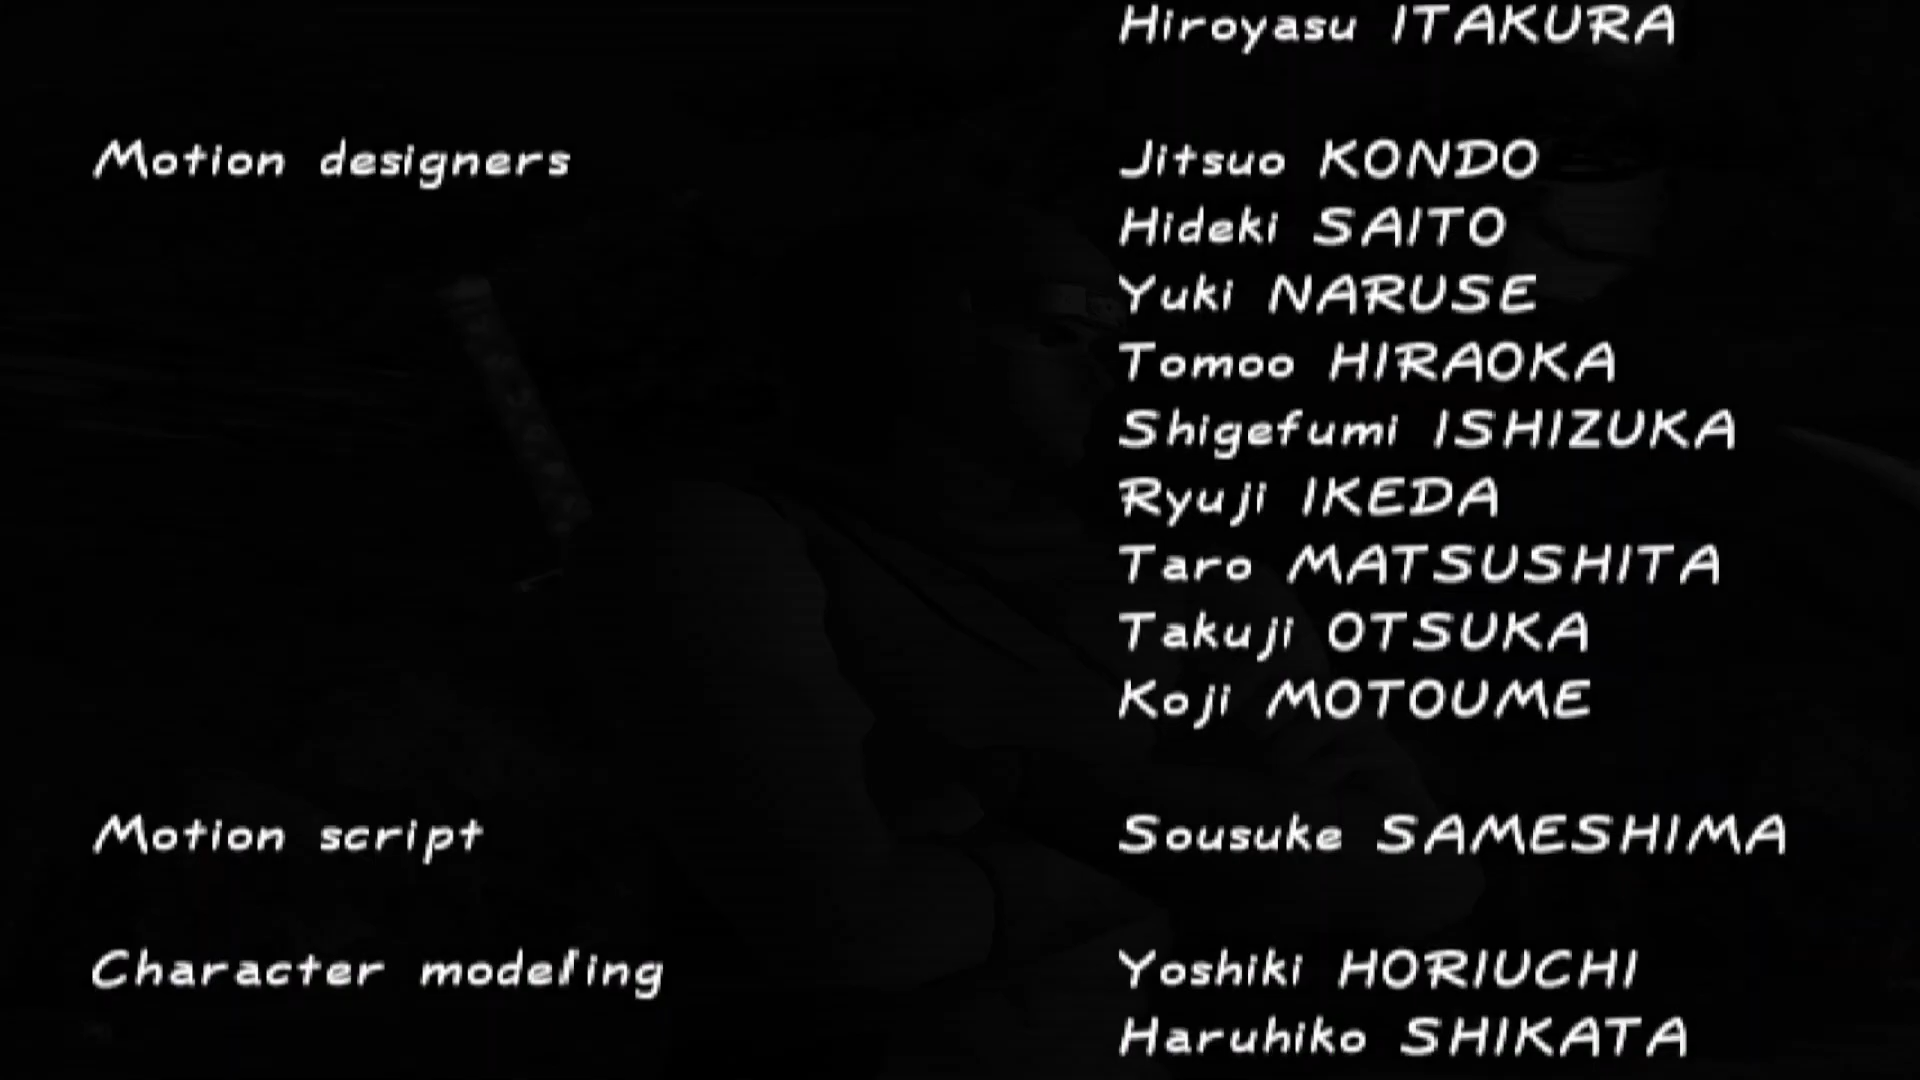 Hiroyasu ITAKURA
Motion designers Jitsuo KONDO
Hideki SAITO
Yuki NARUSE
Tomoo HIRAOKA
Shigefumi ISHIZUKA
Ryuji IKEDA
Taro MATSUSHITA
Takuji OTSUKA
Koji MOTOUME
Motion script Sousuke SAMESHIMA
Character modeling Yoshiki HORIUCHI
Haruhiko SHIKATA